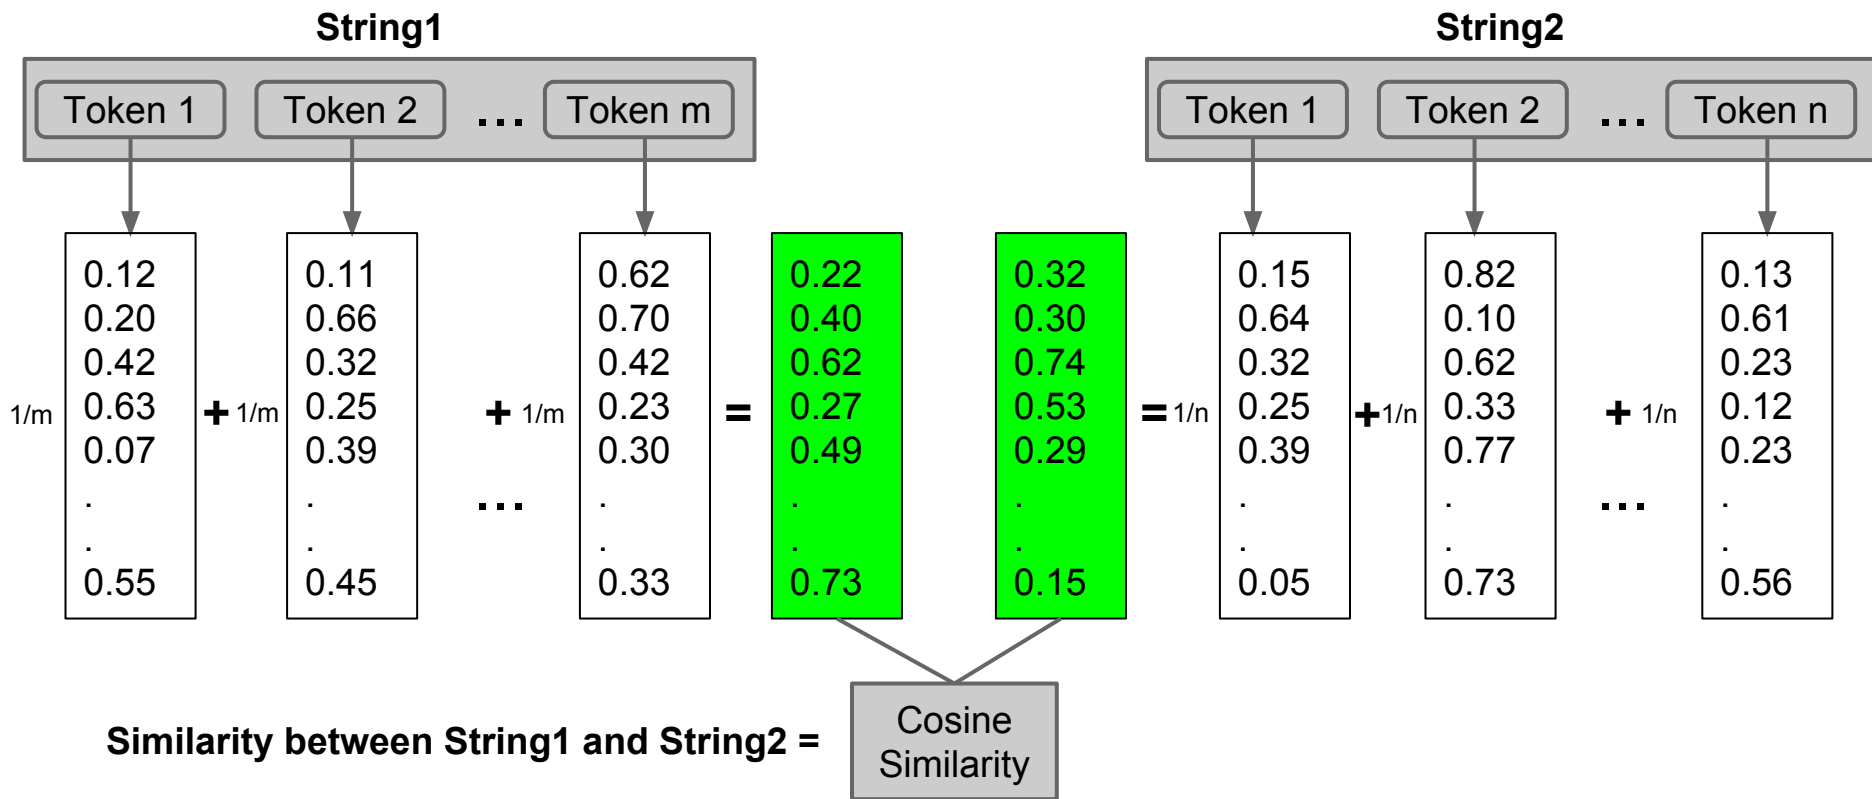 String1 String2
Token 1 Token 2 ... Token m Token 1 Token 2 ... Token n
0.12 0.11 0.62 0.22 0.32 0.15 0.82 0.13
0.20 0.66 0.70 0.40 0.30 0.64 0.10 0.61
0.42 0.32 0.42 0.62 0.74 0.32 0.62 0.23
1/m 0.63 + 1/m 0.25 + 1/m 0.23 = 0.27 0.53 = 1/n 0.25 + 1/n 0.33 + 1/n 0.12
0.07 0.39 0.30 0.49 0.29 0.39 0.77 0.23
. . ... . . . . . ... .
. . . . . . . .
0.55 0.45 0.33 0.73 0.15 0.05 0.73 0.56
Similarity between String1 and String2 =
Cosine
Similarity